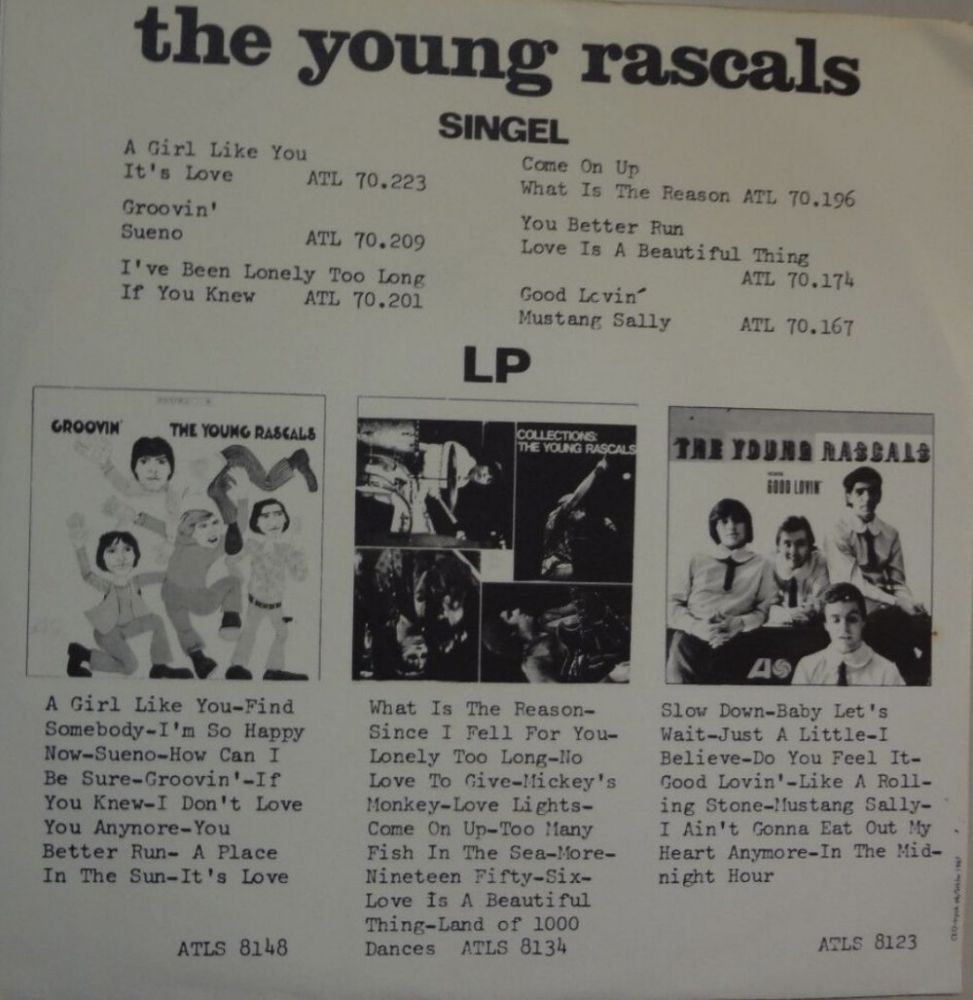 the young rascals
SINGEL
A Girl Like You
It's Love ATL 70.223
Groovin'
Sueno ATL 70.209
I've Been Lonely Too Long
If You Knew ATL 70.201
Come On Up
What Is The Reason ATL 70.196
You Better Run
Love Is A Beautiful Thing
ATL 70.174
Good Lcvin´
Mustang Sally ATL 70.167
LP
GROOVIN' THE YOUNG RASCALS
COLLECTIONS:
THE YOUNG RASCALS
THE YOUNG RASCALS
GOOD LOVIN'
A Girl Like You-Find
Somebody-I'm So Happy
Now-Sueno-How Can I
Be Sure-Groovin'-If
You Knew-I Don't Love
You Anynore-You
Better Run- A Place
In The Sun-It's Love
ATLS 8148
What Is The Reason-
Since I Fell For You-
Lonely Too Long-No
Love To Give-Mickey's
Monkey-Love Lights-
Come On Up-Too Many
Fish In The Sea-More-
Nineteen Fifty-Six-
Love Is A Beautiful
Thing-Land of 1000
Dances ATLS 8134
Slow Down-Baby Let's
Wait-Just A Little-I
Believe-Do You Feel It-
Good Lovin'-Like A Roll-
ing Stone-Mustang Sally-
I Ain't Gonna Eat Out My
Heart Anymore-In The Mid-
night Hour
ATLS 8123